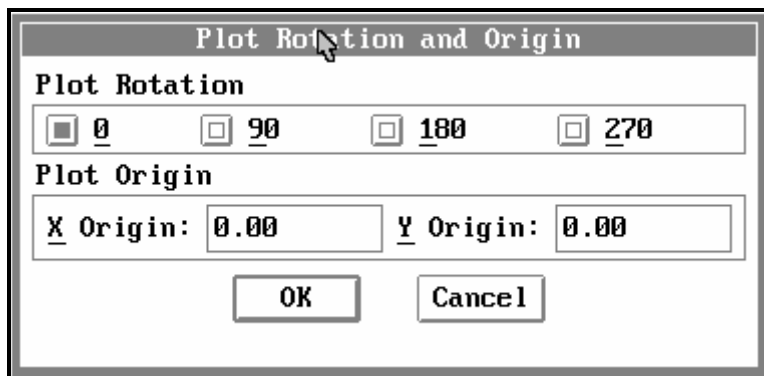 Plot Rotation and Origin
Plot Rotation
0 90 180 270
Plot Origin
X Origin: 0.00 Y Origin: 0.00
OK Cancel